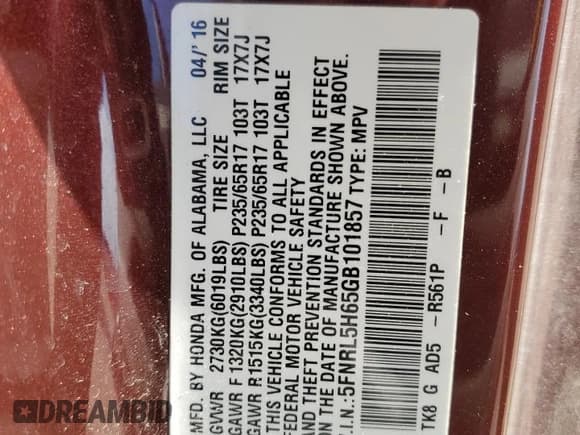 MFD. BY HONDA MFG. OF ALABAMA, LLC 04/' 16
GVWR 2730KG(6019LBS) TIRE SIZE RIM SIZE
GAWR F 1320KG(2910LBS) P235/65R17 103T 17X7J
GAWR R1515KG(3340LBS) P235/65R17 103T 17X7J
THIS VEHICLE CONFORMS TO ALL APPLICABLE
FEDERAL MOTOR VEHICLE SAFETY
AND THEFT PREVENTION STANDARDS IN EFFECT
ON THE DATE OF MANUFACTURE SHOWN ABOVE.
V.I.N.:5FNRL5H65GB101857 TYPE: MPV
TK8 G AD5 -R561P -F -B
DREAMBID